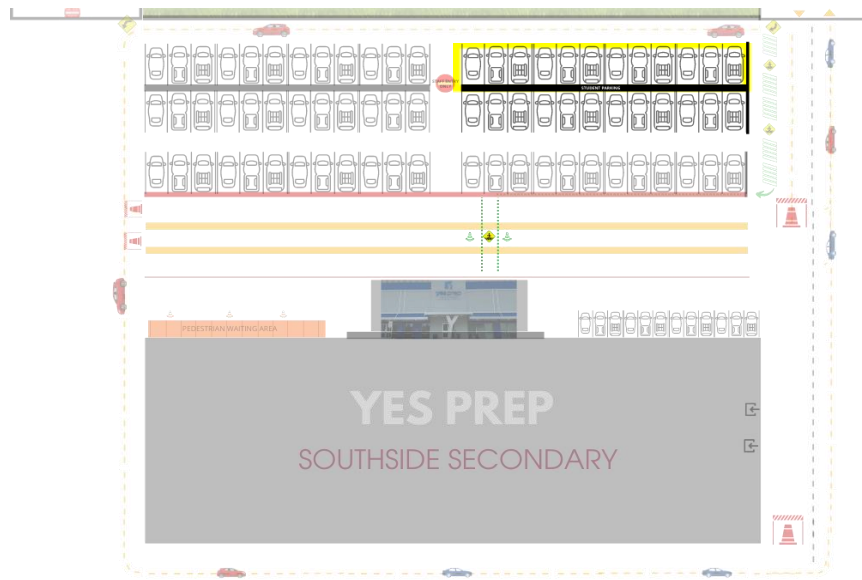 STUDENT PARKING
PEDESTRIAN WAITING AREA
YES PREP
SOUTHSIDE SECONDARY